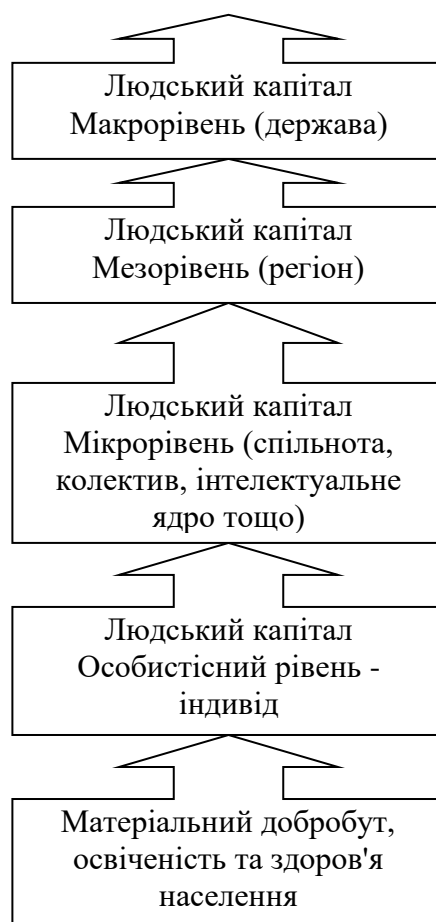 Людський капітал
Макрорівень (держава)
Людський капітал
Мезорівень (регіон)
Людський капітал
Мікрорівень (спільнота,
колектив, інтелектуальне
ядро тощо)
Людський капітал
Особистісний рівень -
індивід
Матеріальний добробут,
освіченість та здоров'я
населення